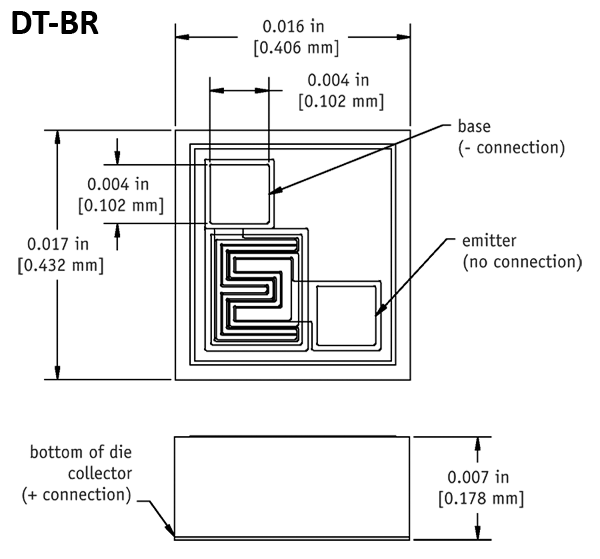 DT-BR
0.016 in
[0.406 mm]
0.004 in
[0.102 mm]
base
(- connection)
0.004 in
[0.102 mm]
0.017 in
[0.432 mm]
emitter
(no connection)
bottom of die
collector
(+ connection)
0.007 in
[0.178 mm]